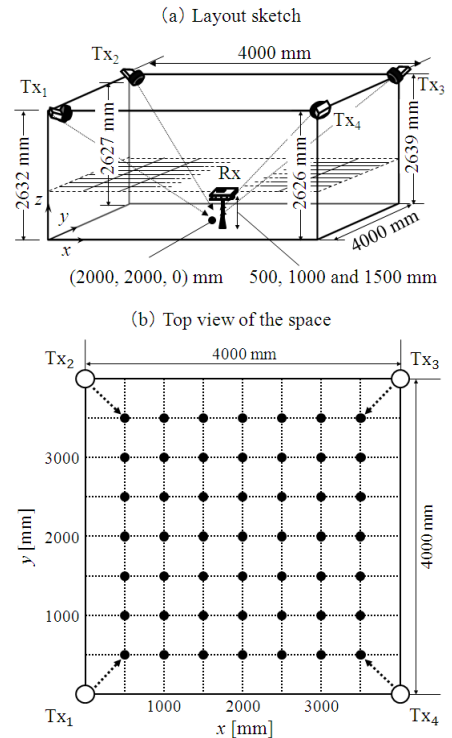 (a) Layout sketch
Tx2
4000 mm
Tx1
Tx3
Tx4
2632 mm
2627 mm
Rx
2626 mm
2639 mm
z
y
x
4000 mm
(2000, 2000, 0) mm
500, 1000 and 1500 mm
(b) Top view of the space
Tx2
4000 mm
Tx3
3000
2000
1000
y [mm]
4000 mm
1000
2000
3000
Tx1
x [mm]
Tx4